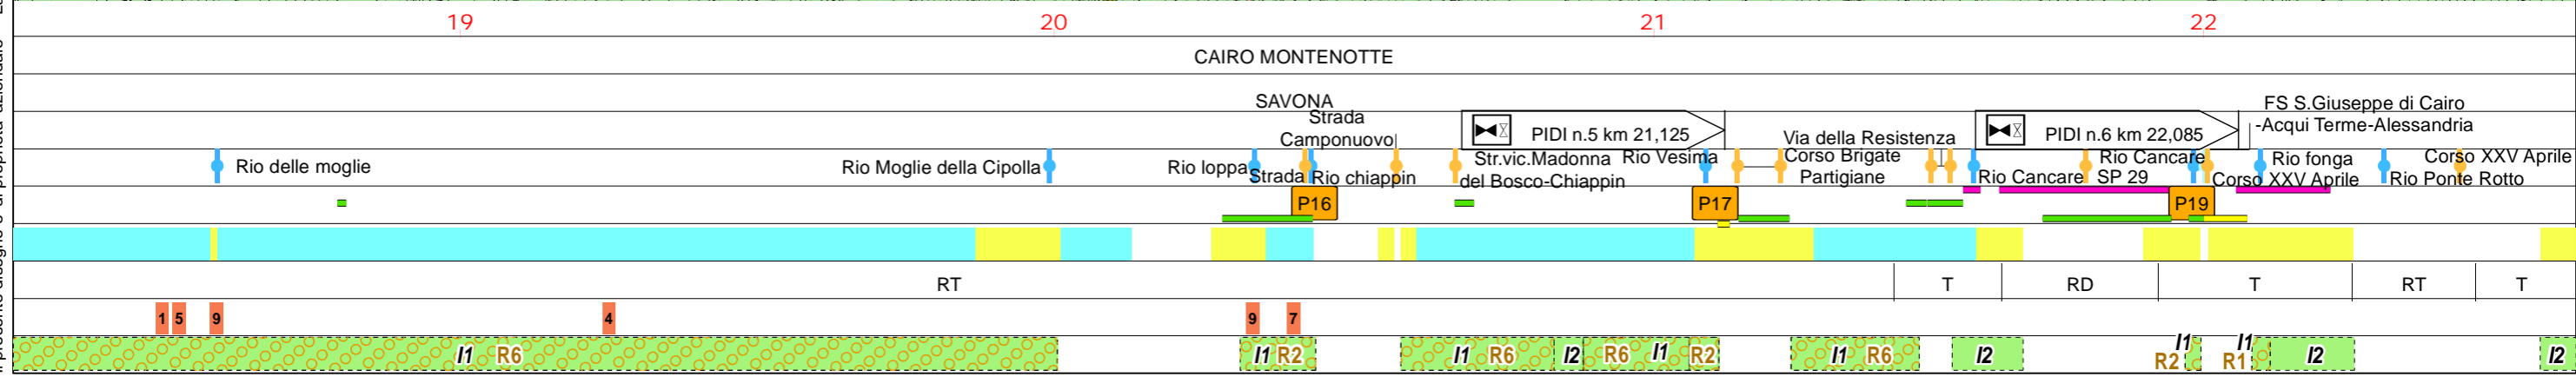 19 20 21 22
CAIRO MONTENOTTE
SAVONA
Strada
Camponuovo
PIDI n.5 km 21,125
Via della Resistenza
PIDI n.6 km 22,085
FS S.Giuseppe di Cairo
-Acqui Terme-Alessandria
Rio delle moglie
Rio Moglie della Cipolla
Rio loppa
Strada
Rio chiappin
Str.vic.Madonna
del Bosco-Chiappin
Rio Vesima
Corso Brigate
Partigiane
Rio Cancare
SP 29
Rio Cancare
Corso XXV Aprile
Rio fonga
Rio Ponte Rotto
Corso XXV Aprile
P16 P17 P19
RT T RD T RT T
1 5 9 4 9 7
I1 R6 I1 R2 I1 R6 I2 R6 I1 R2 I1 R6 I2 I1 R2 I1 R1 I2 I2